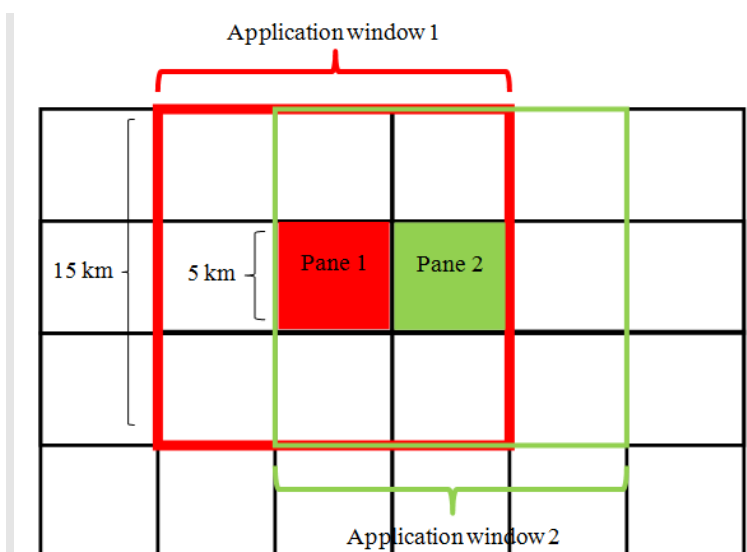 Application window 1
Pane 1
Pane 2
15 km
5 km
Application window 2